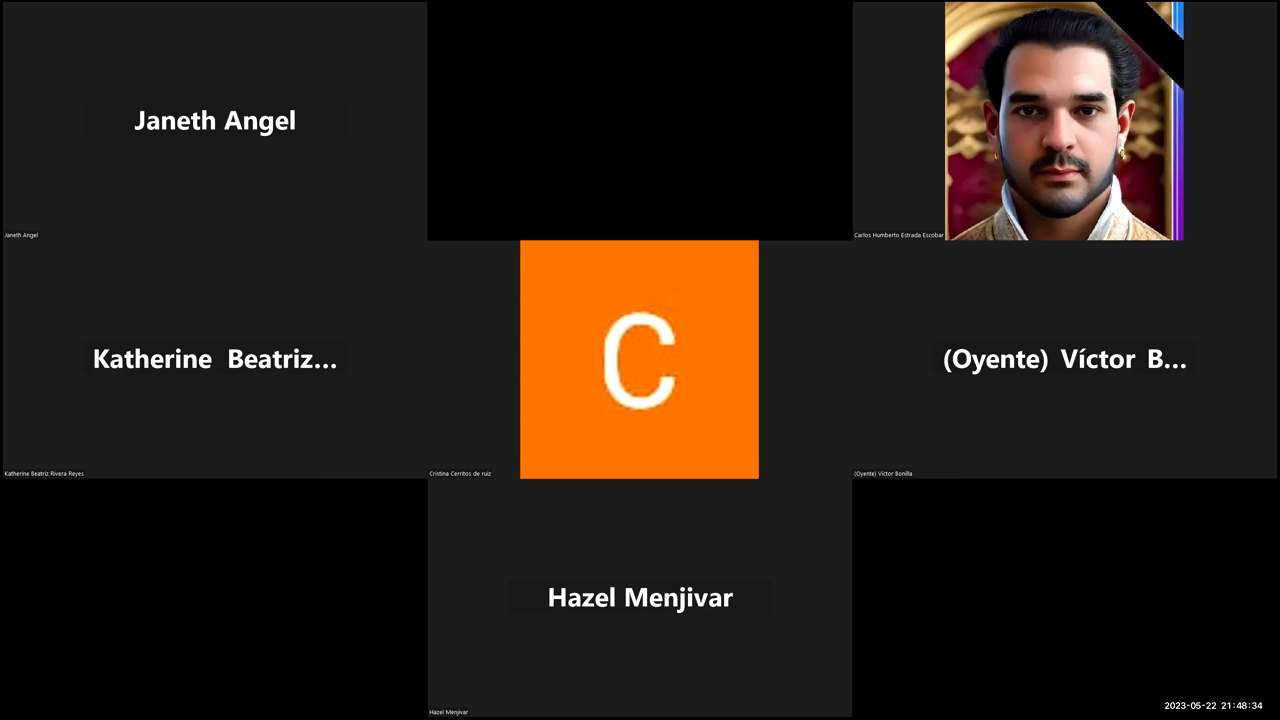 Janeth Angel
Janeth Angel
Carlos Humberto Estrada Escobar
Katherine Beatriz...
Katherine Beatriz Rivera Reyes
C
Cristina Cerritos de ruiz
(Oyente) Víctor B...
(Oyente) Víctor Bonilla
Hazel Menjivar
Hazel Menjivar
2023-05-22 21:48:34